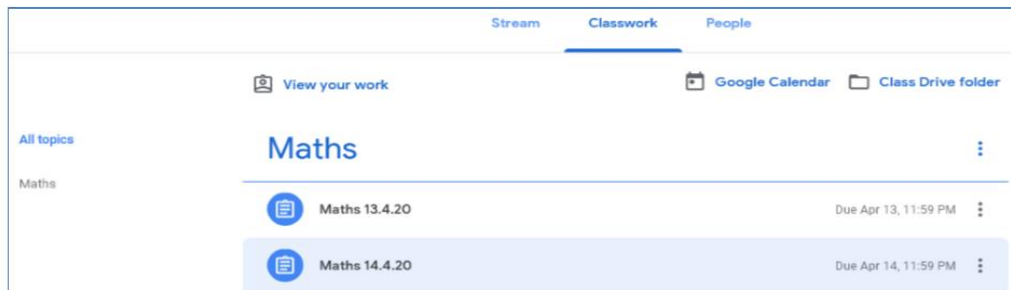 Stream Classwork People
View your work Google Calendar Class Drive folder
All topics
Maths
Maths
Maths 13.4.20 Due Apr 13, 11:59 PM
Maths 14.4.20 Due Apr 14, 11:59 PM